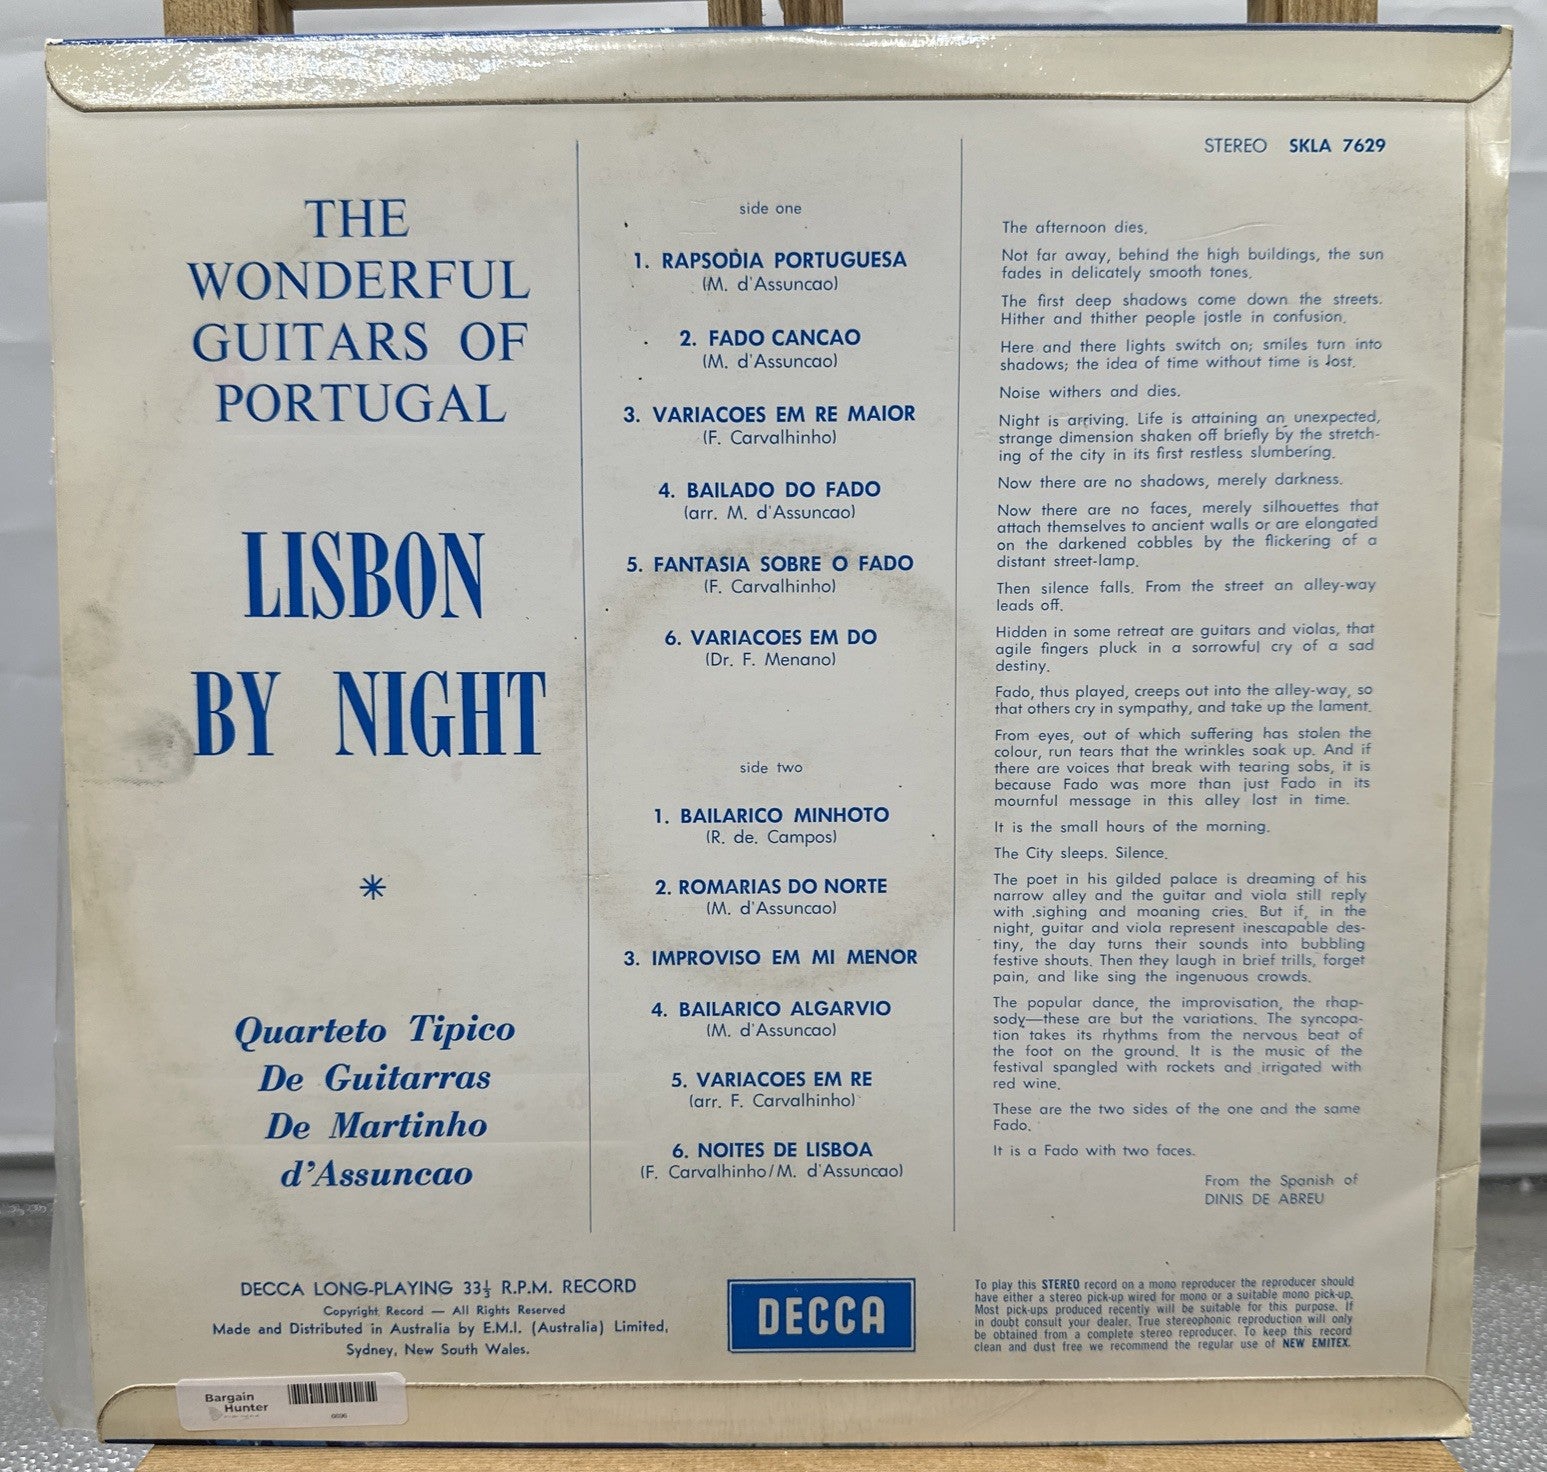 STEREO SKLA 7629
THE
WONDERFUL
GUITARS OF
PORTUGAL
LISBON
BY NIGHT
*
Quarteto Tipico
De Guitarras
De Martinho
d'Assuncao
side one
1. RAPSODIA PORTUGUESA
(M. d'Assuncao)
2. FADO CANCAO
(M. d'Assuncao)
3. VARIACOES EM RE MAIOR
(F. Carvalhinho)
4. BAILADO DO FADO
(arr. M. d'Assuncao)
5. FANTASIA SOBRE O FADO
(F. Carvalhinho)
6. VARIACOES EM DO
(Dr. F. Menano)
side two
1. BAILARICO MINHOTO
(R. de. Campos)
2. ROMARIAS DO NORTE
(M. d'Assuncao)
3. IMPROVISO EM MI MENOR
4. BAILARICO ALGARVIO
(M. d'Assuncao)
5. VARIACOES EM RE
(arr. F. Carvalhinho)
6. NOITES DE LISBOA
(F. Carvalhinho/M. d'Assuncao)
The afternoon dies.
Not far away, behind the high buildings, the sun
fades in delicately smooth tones.
The first deep shadows come down the streets.
Hither and thither people jostle in confusion.
Here and there lights switch on; smiles turn into
shadows; the idea of time without time is lost.
Noise withers and dies.
Night is arriving. Life is attaining an unexpected,
strange dimension shaken off briefly by the stretch-
ing of the city in its first restless slumbering.
Now there are no shadows, merely darkness.
Now there are no faces, merely silhouettes that
attach themselves to ancient walls or are elongated
on the darkened cobbles by the flickering of a
distant street-lamp.
Then silence falls. From the street an alley-way
leads off.
Hidden in some retreat are guitars and violas, that
agile fingers pluck in a sorrowful cry of a sad
destiny.
Fado, thus played, creeps out into the alley-way, so
that others cry in sympathy, and take up the lament.
From eyes, out of which suffering has stolen the
colour, run tears that the wrinkles soak up. And if
there are voices that break with tearing sobs, it is
because Fado was more than just Fado in its
mournful message in this alley lost in time.
It is the small hours of the morning.
The City sleeps. Silence.
The poet in his gilded palace is dreaming of his
narrow alley and the guitar and viola still reply
with sighing and moaning cries. But if, in the
night, guitar and viola represent inescapable des-
tiny, the day turns their sounds into bubbling
festive shouts. Then they laugh in brief trills, forget
pain, and like sing the ingenuous crowds.
The popular dance, the improvisation, the rhap-
sody—these are but the variations. The syncopa-
tion takes its rhythms from the nervous beat of
the foot on the ground. It is the music of the
festival spangled with rockets and irrigated with
red wine.
These are the two sides of the one and the same
Fado.
It is a Fado with two faces.
From the Spanish of
DINIS DE ABREU
DECCA LONG-PLAYING 33⅓ R.P.M. RECORD
Copyright Record — All Rights Reserved
Made and Distributed in Australia by E.M.I. (Australia) Limited,
Sydney, New South Wales.
DECCA
To play this STEREO record on a mono reproducer the reproducer should
have either a stereo pick-up wired for mono or a suitable mono pick-up.
Most pick-ups produced recently will be suitable for this purpose. If
in doubt consult your dealer. True stereophonic reproduction will only
be obtained from a complete stereo reproducer. To keep this record
clean and dust free we recommend the regular use of NEW EMITEX.
Bargain
Hunter